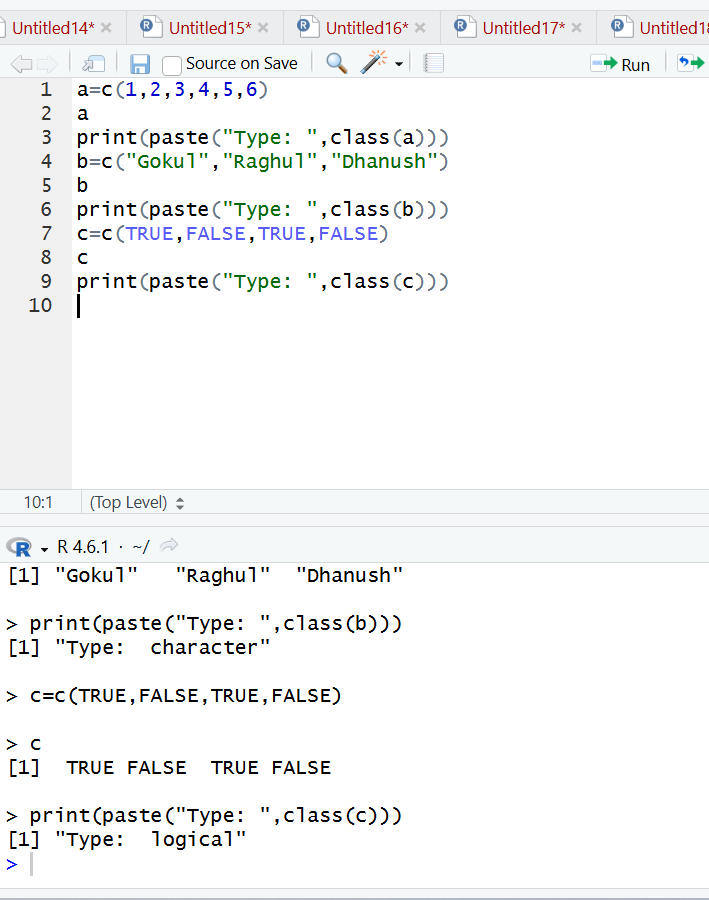 Untitled14* Untitled15* Untitled16* Untitled17* Untitled18
Source on Save Run
1 a=c(1,2,3,4,5,6)
2 a
3 print(paste("Type: ",class(a)))
4 b=c("Gokul","Raghul","Dhanush")
5 b
6 print(paste("Type: ",class(b)))
7 c=c(TRUE,FALSE,TRUE,FALSE)
8 c
9 print(paste("Type: ",class(c)))
10
10:1 (Top Level)
R 4.6.1 · ~/
[1] "Gokul"   "Raghul"  "Dhanush"
> print(paste("Type: ",class(b)))
[1] "Type:  character"
> c=c(TRUE,FALSE,TRUE,FALSE)
> c
[1]  TRUE FALSE  TRUE FALSE
> print(paste("Type: ",class(c)))
[1] "Type:  logical"
>